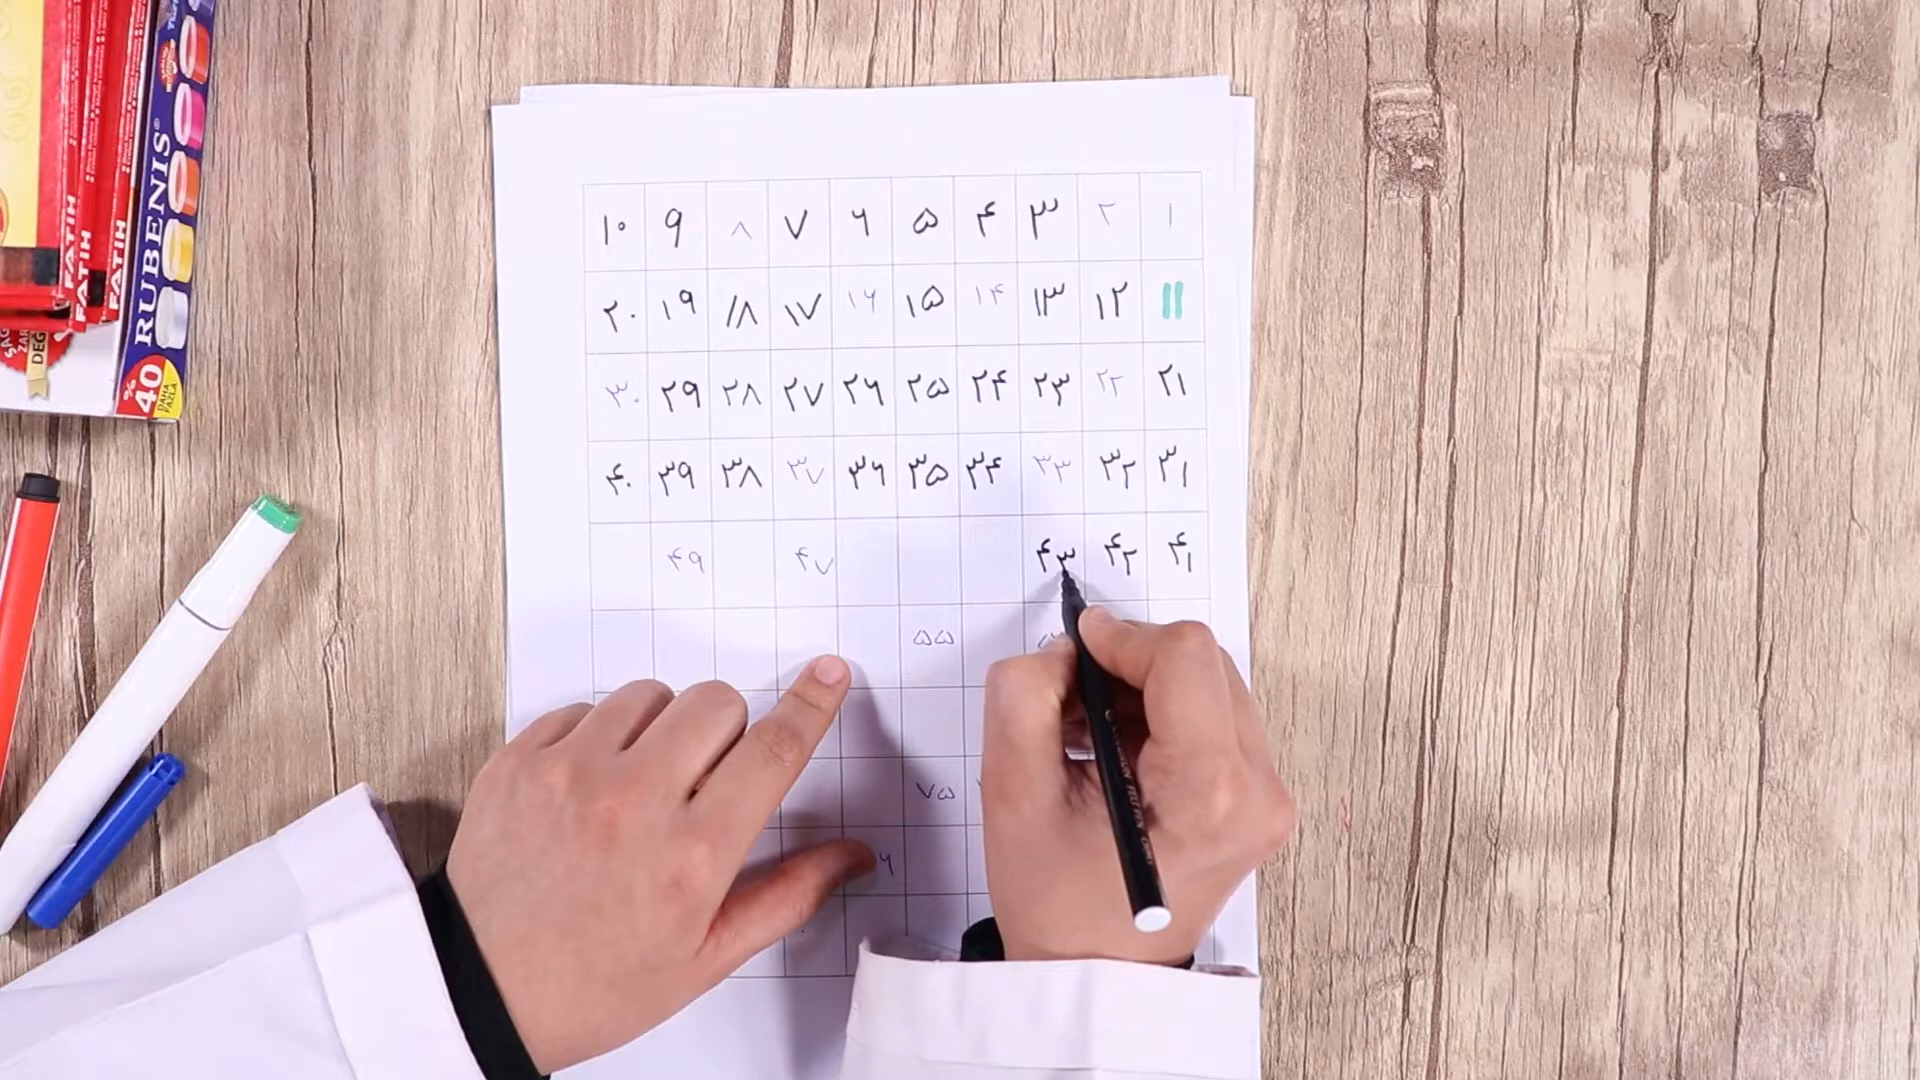 ۱ ۲ ۳ ۴ ۵ ۶ ۷ ۸ ۹ ۱۰
۱۱ ۱۲ ۱۳ ۱۴ ۱۵ ۱۶ ۱۷ ۱۸ ۱۹ ۲۰
۲۱ ۲۲ ۲۳ ۲۴ ۲۵ ۲۶ ۲۷ ۲۸ ۲۹ ۳۰
۳۱ ۳۲ ۳۳ ۳۴ ۳۵ ۳۶ ۳۷ ۳۸ ۳۹ ۴۰
۴۱ ۴۲ ۴۳ ۴۷ ۴۹
۵۵
۷۵
FATIH
FATIH
FATIH
RUBENIS®
%40
DAHA FAZLA